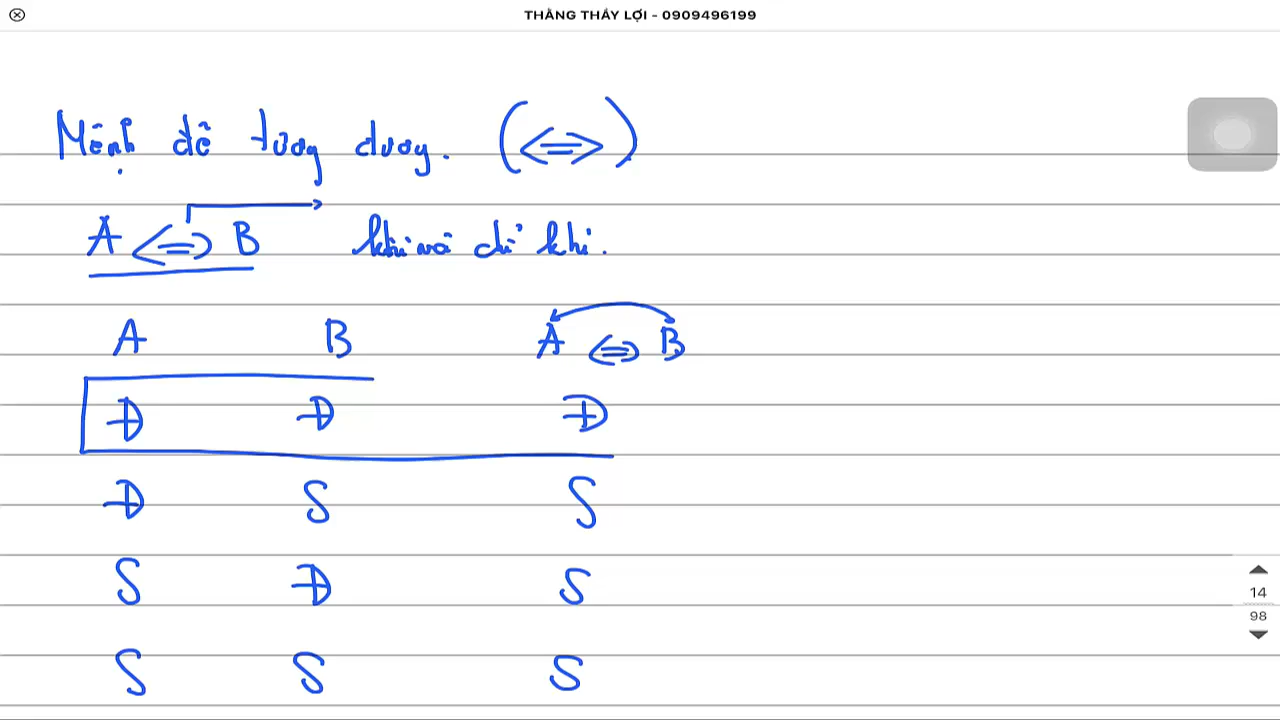 THẰNG THẦY LỢI - 0909496199
Mệnh đề tương đương. (<=>)
A <=> B khi và chỉ khi.
A B A <=> B
Đ Đ Đ
Đ S S
S Đ S
S S S
14
98